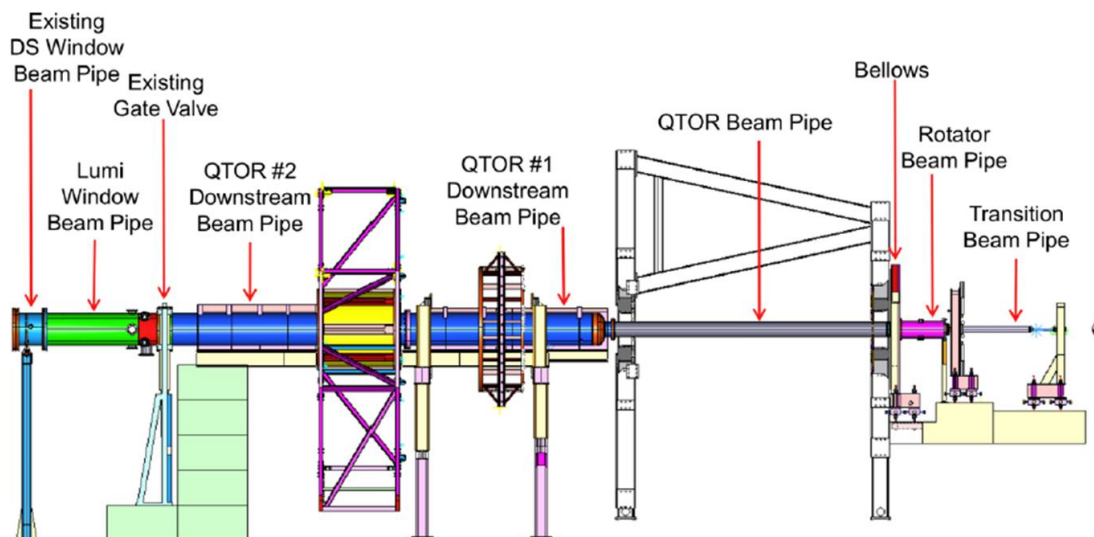 Existing
DS Window
Beam Pipe
Existing
Gate Valve
Lumi
Window
Beam Pipe
QTOR #2
Downstream
Beam Pipe
QTOR #1
Downstream
Beam Pipe
QTOR Beam Pipe
Bellows
Rotator
Beam Pipe
Transition
Beam Pipe